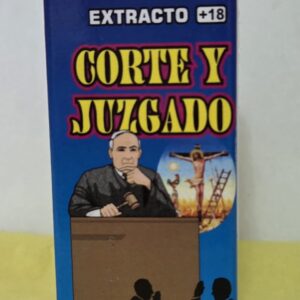 EXTRACTO +18
CORTE Y
JUZGADO